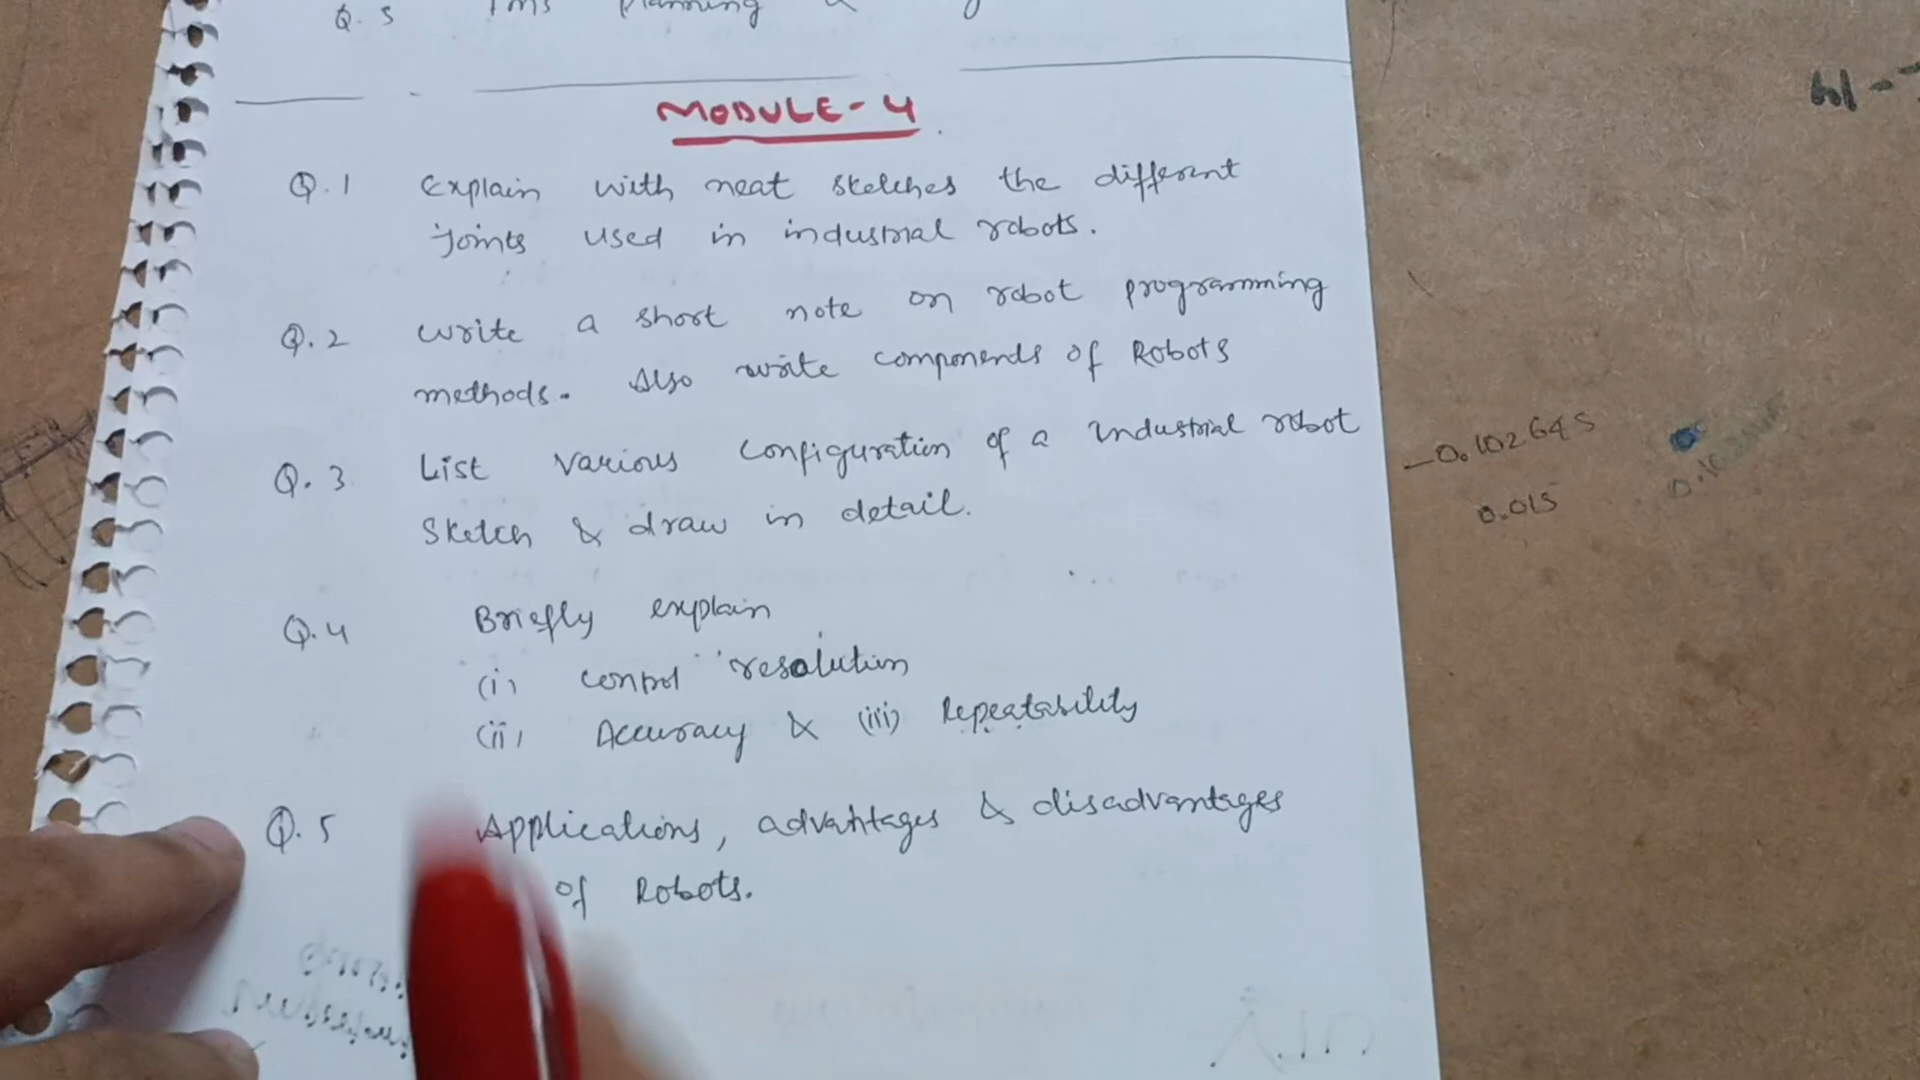 Q.5 FMS Planning &
MODULE-4
Q.1 Explain with neat sketches the different
joints used in industrial robots.
Q.2 write a short note on robot programming
methods. Also write components of Robots
Q.3 List various configuration of a industrial robot
Sketch & draw in detail.
Q.4 Briefly explain
(i) control resolution
(ii) Accuracy & (iii) Repeatability
Q.5 Applications, advantages & disadvantages
of Robots.
-0.102645
0.015